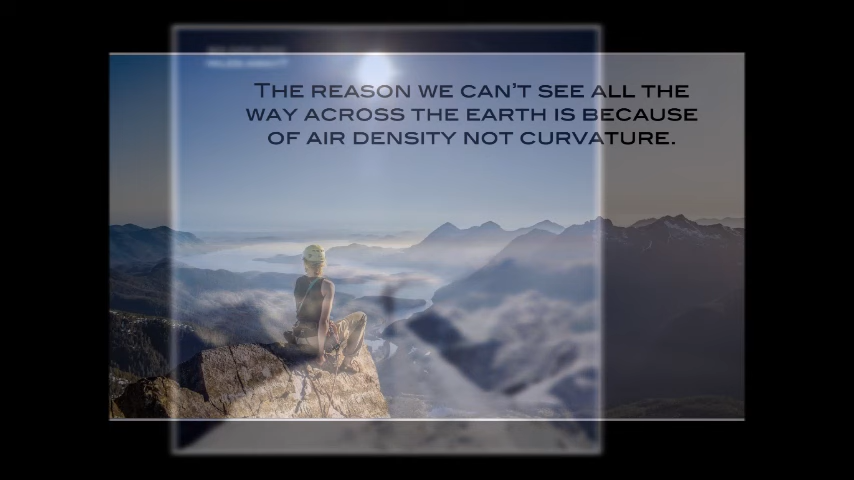 THE REASON WE CAN'T SEE ALL THE
WAY ACROSS THE EARTH IS BECAUSE
OF AIR DENSITY NOT CURVATURE.